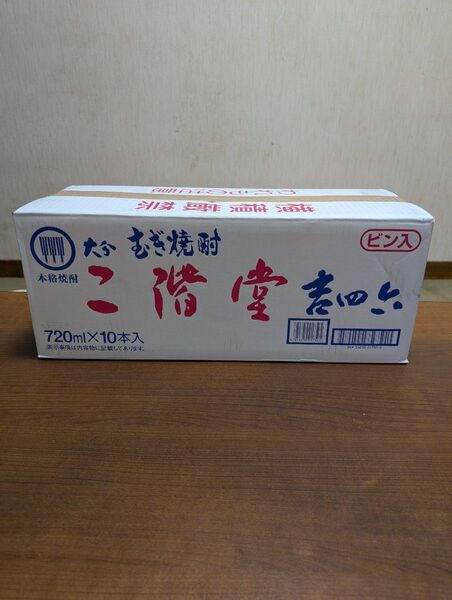 ビン入
大分 むぎ焼酎
本格焼酎
二階堂 吉四六
720ml×10本入
表示事項は内容物に記載してあります。